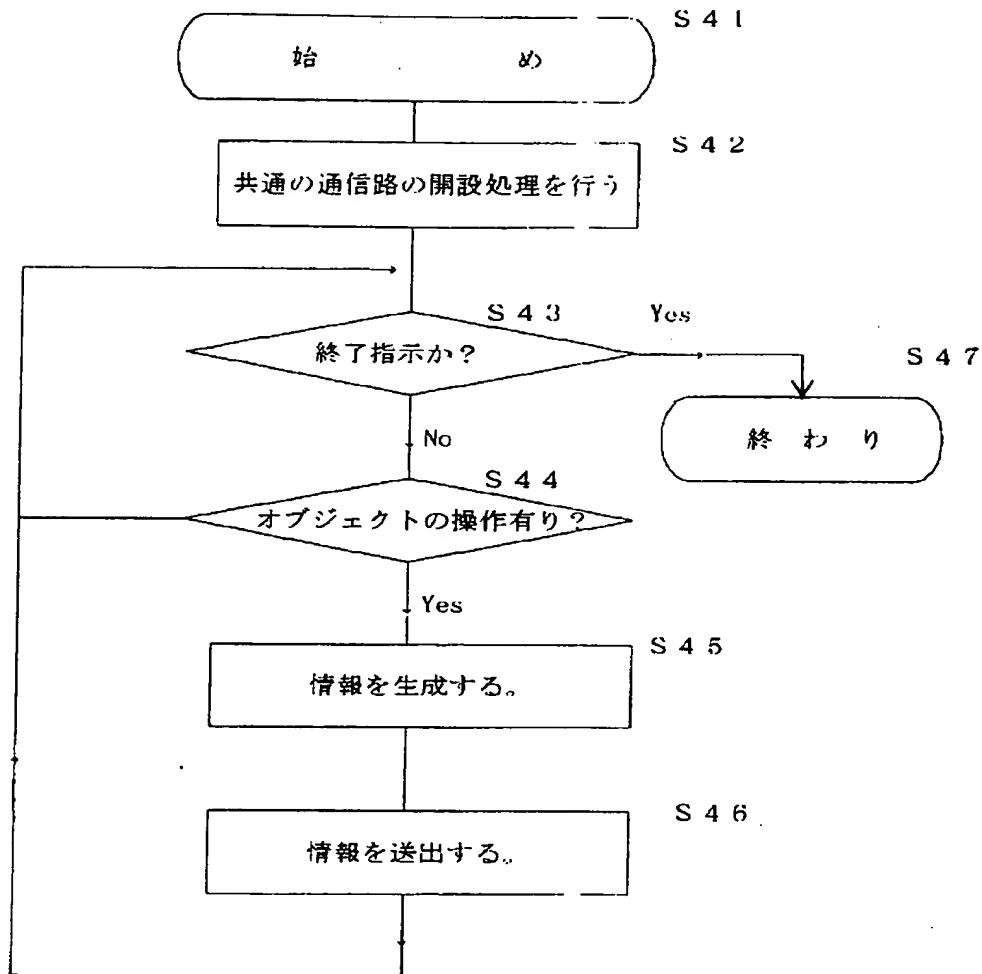 S41
始め
S42
共通の通信路の開設処理を行う
S43
Yes
終了指示か?
S47
終わり
No
S44
オブジェクトの操作有り?
Yes
S45
情報を生成する。
S46
情報を送出する。